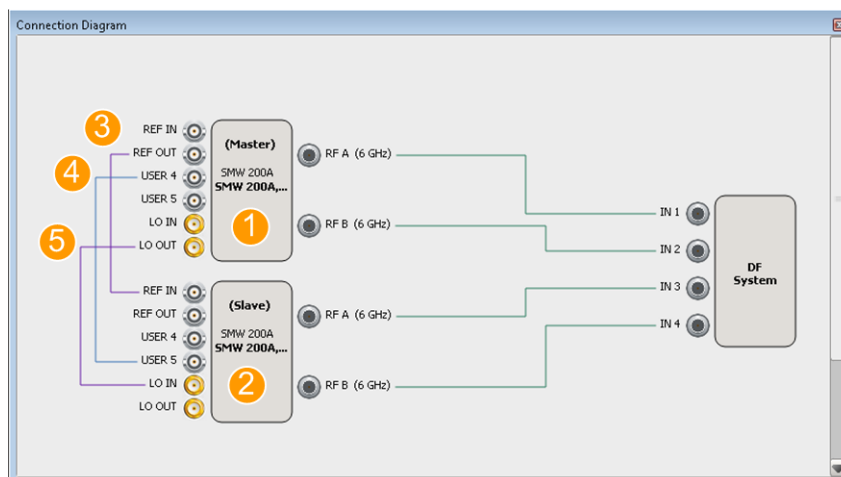 Connection Diagram
3
REF IN
REF OUT
4
USER 4
USER 5
LO IN
5
LO OUT
(Master)
SMW 200A
SMW 200A,...
1
RF A (6 GHz)
RF B (6 GHz)
REF IN
REF OUT
USER 4
USER 5
LO IN
LO OUT
(Slave)
SMW 200A
SMW 200A,...
2
RF A (6 GHz)
RF B (6 GHz)
IN 1
IN 2
IN 3
IN 4
DF
System